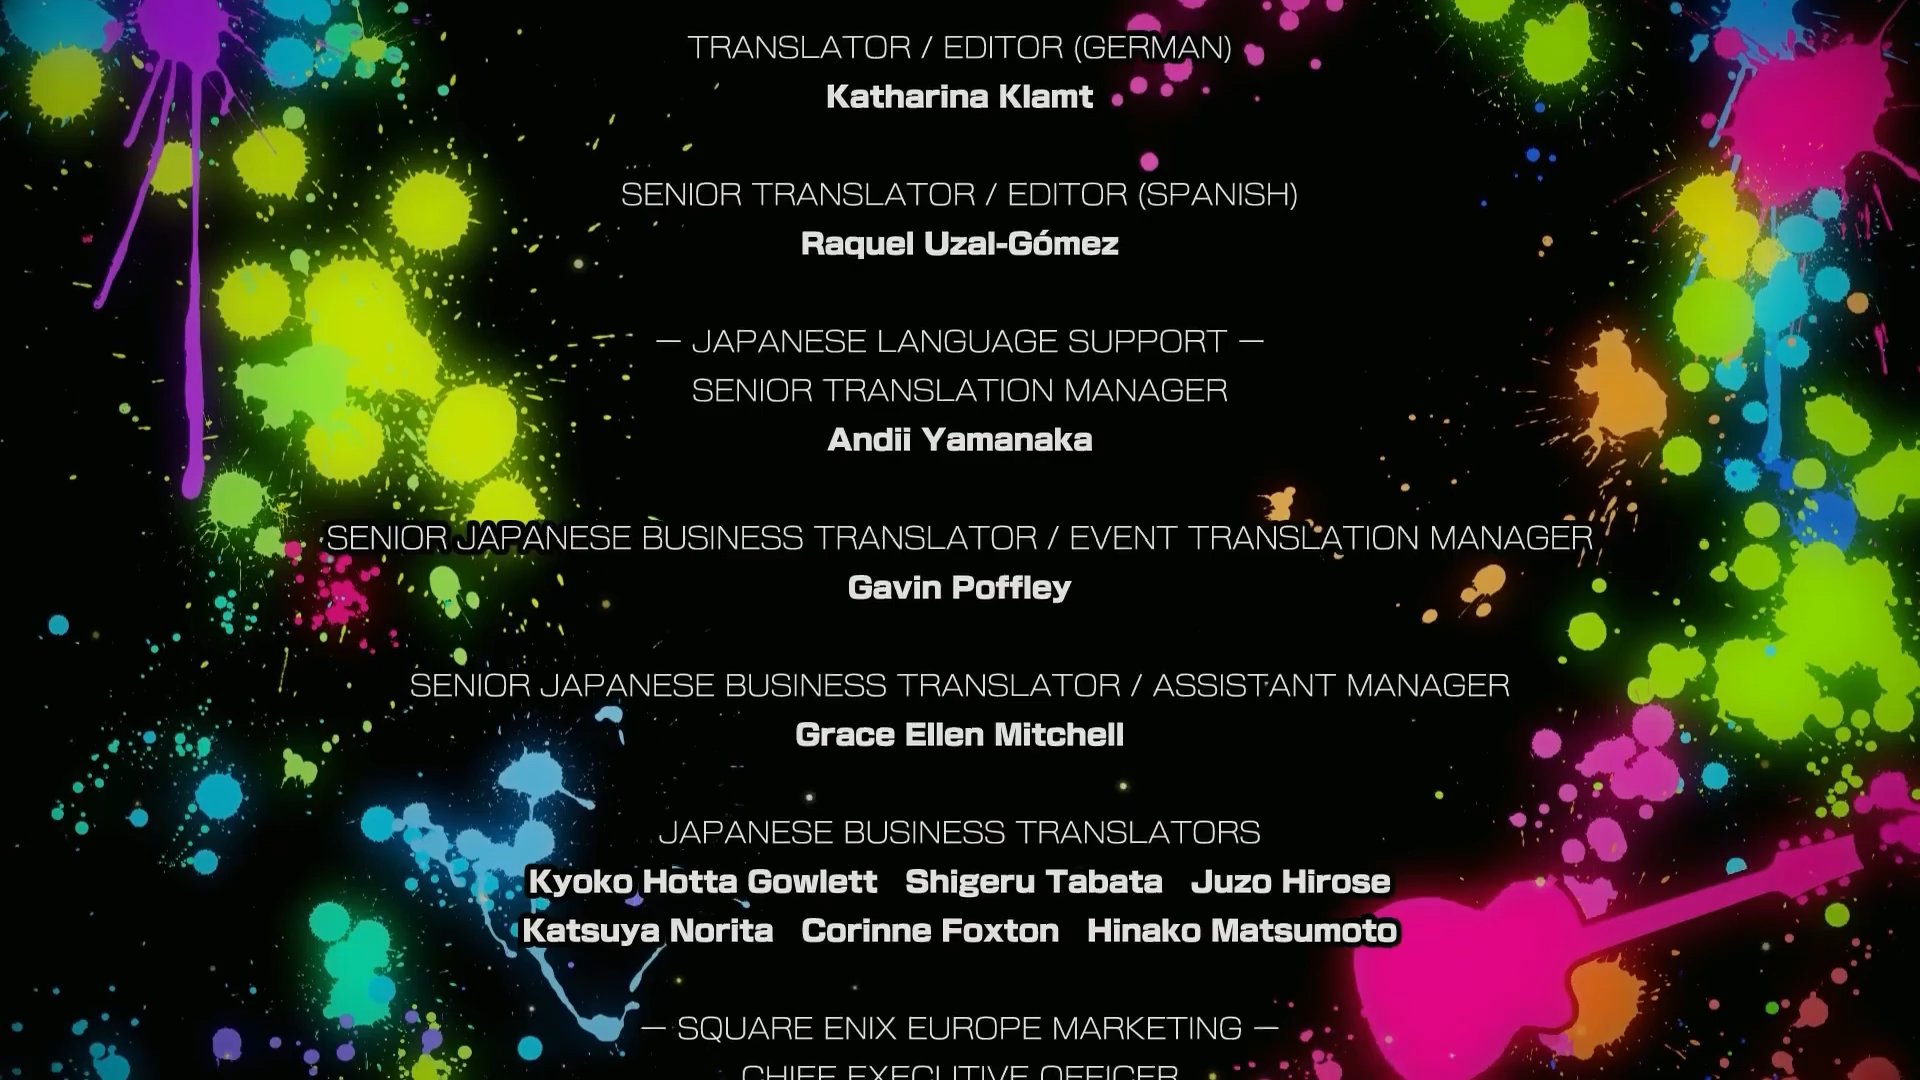 TRANSLATOR / EDITOR (GERMAN)
Katharina Klamt
SENIOR TRANSLATOR / EDITOR (SPANISH)
Raquel Uzal-Gómez
— JAPANESE LANGUAGE SUPPORT —
SENIOR TRANSLATION MANAGER
Andii Yamanaka
SENIOR JAPANESE BUSINESS TRANSLATOR / EVENT TRANSLATION MANAGER
Gavin Poffley
SENIOR JAPANESE BUSINESS TRANSLATOR / ASSISTANT MANAGER
Grace Ellen Mitchell
JAPANESE BUSINESS TRANSLATORS
Kyoko Hotta Gowlett Shigeru Tabata Juzo Hirose
Katsuya Norita Corinne Foxton Hinako Matsumoto
— SQUARE ENIX EUROPE MARKETING —
CHIEF EXECUTIVE OFFICER